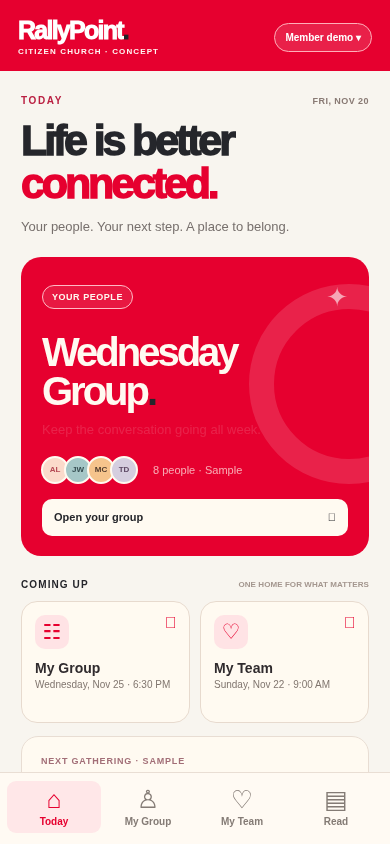 RallyPoint.
CITIZEN CHURCH · CONCEPT
Member demo ▾
TODAY
FRI, NOV 20
Life is better
connected.
Your people. Your next step. A place to belong.
YOUR PEOPLE
Wednesday
Group.
Keep the conversation going all week.
AL JW MC TD
8 people · Sample
Open your group
COMING UP
ONE HOME FOR WHAT MATTERS
My Group
Wednesday, Nov 25 · 6:30 PM
My Team
Sunday, Nov 22 · 9:00 AM
NEXT GATHERING · SAMPLE
Today
My Group
My Team
Read